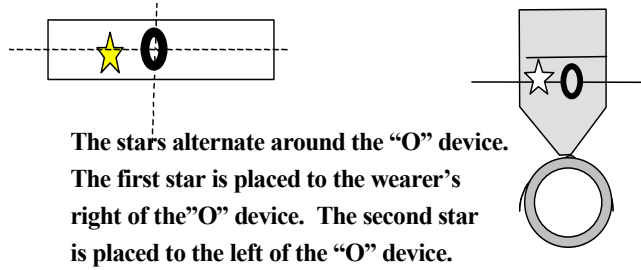 O
O
The stars alternate around the “O” device.
The first star is placed to the wearer’s
right of the”O” device.  The second star
is placed to the left of the “O” device.